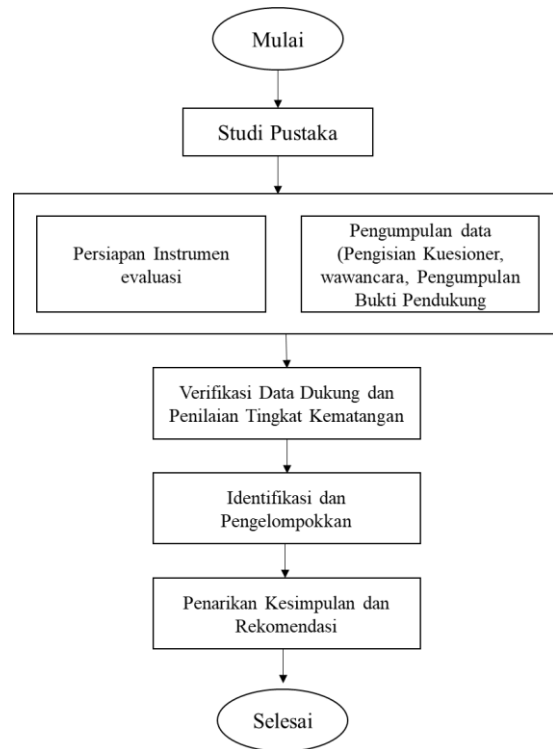 Mulai
Studi Pustaka
Persiapan Instrumen
evaluasi
Pengumpulan data
(Pengisian Kuesioner,
wawancara, Pengumpulan
Bukti Pendukung
Verifikasi Data Dukung dan
Penilaian Tingkat Kematangan
Identifikasi dan
Pengelompokkan
Penarikan Kesimpulan dan
Rekomendasi
Selesai